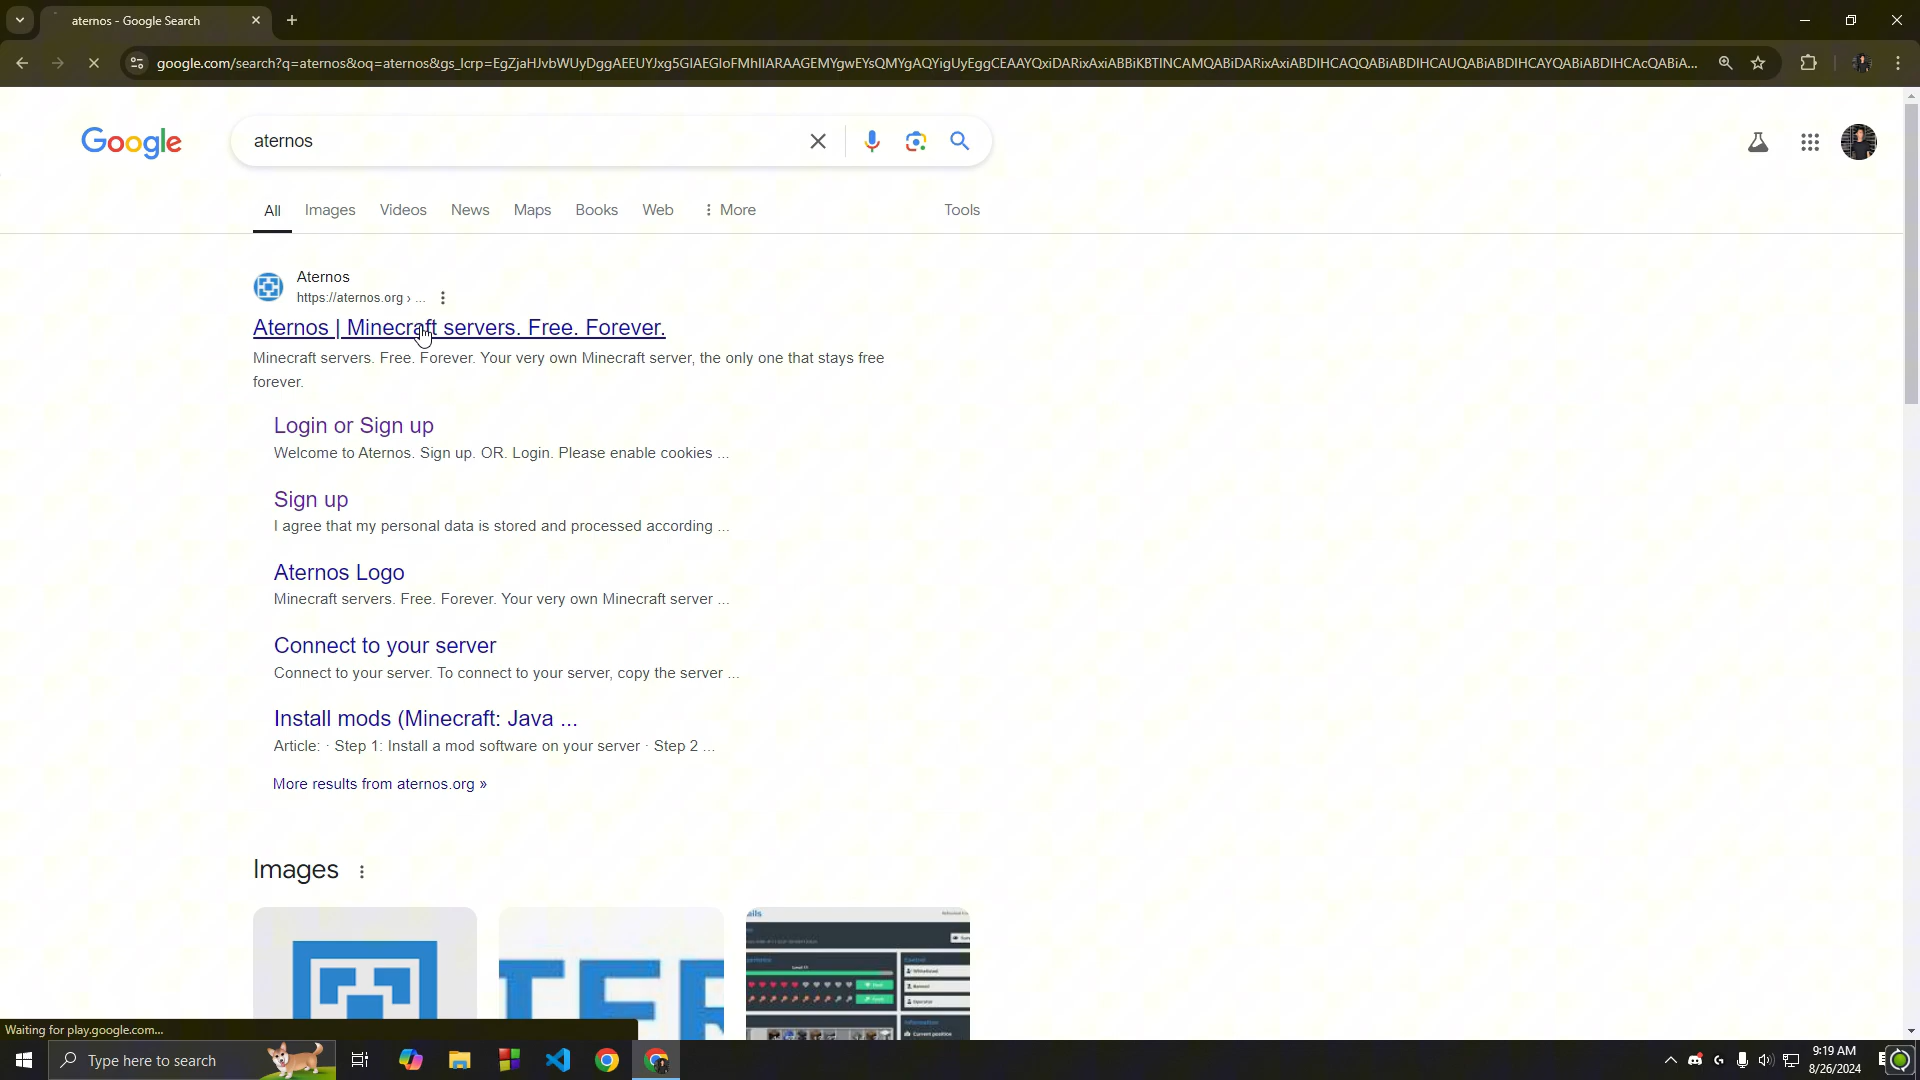 aternos - Google Search
google.com/search?q=aternos&oq=aternos&gs_lcrp=EgZjaHJvbWUyDggAEEUYJxg5GIAEGIoFMhIIARAAGEMYgwEYsQMYgAQYigUyEggCEAAYQxiDARixAxiABBiKBTINCAMQABiDARixAxiABDIHCAQQABiABDIHCAUQABiABDIHCAYQABiABDIHCAcQABiA...
Google
aternos
All
Images
Videos
News
Maps
Books
Web
More
Tools
Aternos
https://aternos.org › ...
Aternos | Minecraft servers. Free. Forever.
Minecraft servers. Free. Forever. Your very own Minecraft server, the only one that stays free
forever.
Login or Sign up
Welcome to Aternos. Sign up. OR. Login. Please enable cookies ...
Sign up
I agree that my personal data is stored and processed according ...
Aternos Logo
Minecraft servers. Free. Forever. Your very own Minecraft server ...
Connect to your server
Connect to your server. To connect to your server, copy the server ...
Install mods (Minecraft: Java ...
Article: · Step 1: Install a mod software on your server · Step 2 ...
More results from aternos.org »
Images
Waiting for play.google.com...
Type here to search
9:19 AM
8/26/2024